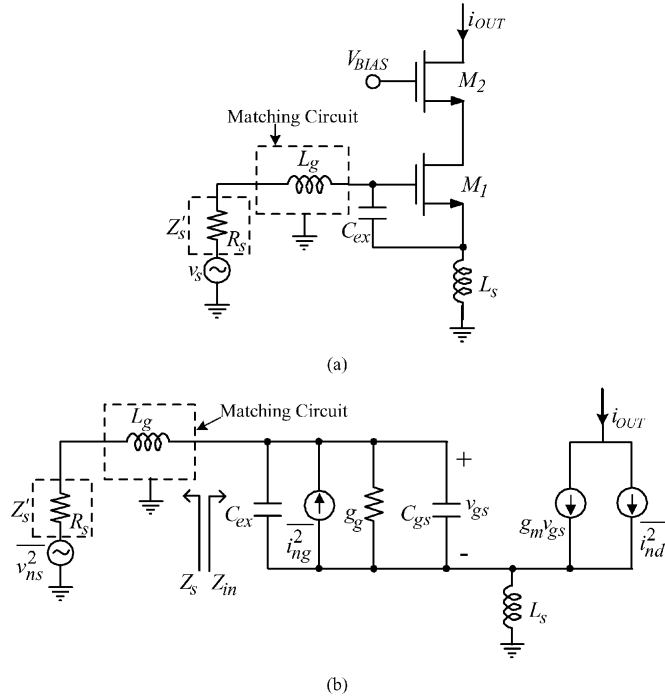 i_OUT
V_BIAS
M_2
Matching Circuit
L_g
M_1
Z_s'
R_s
C_ex
v_s
L_s
(a)
Matching Circuit
L_g
i_OUT
Z_s'
R_s
C_ex
i_ng^2
g_g
C_gs
+
v_gs
-
g_m v_gs
i_nd^2
v_ns^2
Z_s
Z_in
L_s
(b)